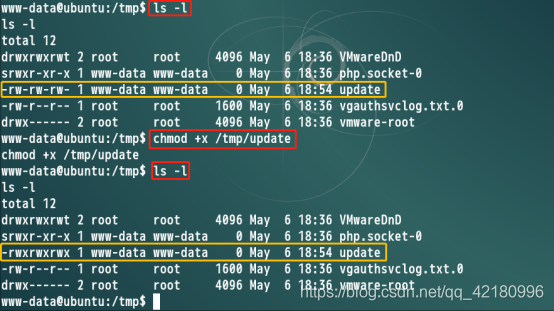 www-data@ubuntu:/tmp$ ls -l
ls -l
total 12
drwxrwxrwt 2 root     root     4096 May  6 18:36 VMwareDnD
srwxr-xr-x 1 www-data www-data    0 May  6 18:36 php.socket-0
-rw-rw-rw- 1 www-data www-data    0 May  6 18:54 update
-rw-r--r-- 1 root     root     1600 May  6 18:36 vgauthsvclog.txt.0
drwx------ 2 root     root     4096 May  6 18:36 vmware-root
www-data@ubuntu:/tmp$ chmod +x /tmp/update
chmod +x /tmp/update
www-data@ubuntu:/tmp$ ls -l
ls -l
total 12
drwxrwxrwt 2 root     root     4096 May  6 18:36 VMwareDnD
srwxr-xr-x 1 www-data www-data    0 May  6 18:36 php.socket-0
-rwxrwxrwx 1 www-data www-data    0 May  6 18:54 update
-rw-r--r-- 1 root     root     1600 May  6 18:36 vgauthsvclog.txt.0
drwx------ 2 root     root     4096 May  6 18:36 vmware-root
www-data@ubuntu:/tmp$
https://blog.csdn.net/qq_42180996